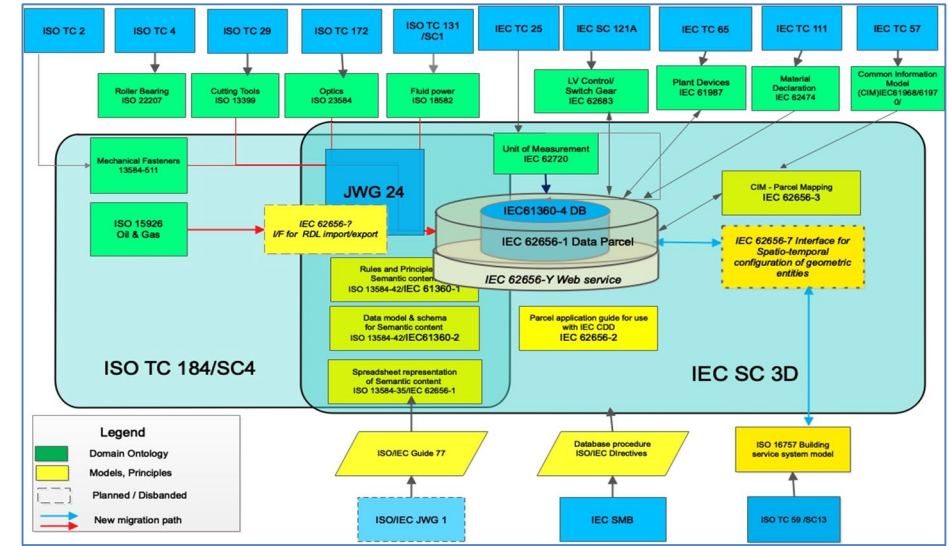 ISO TC 2
ISO TC 4
ISO TC 29
ISO TC 172
ISO TC 131
/SC1
IEC TC 25
IEC SC 121A
IEC TC 65
IEC TC 111
IEC TC 57
Roller Bearing
ISO 22207
Cutting Tools
ISO 13399
Optics
ISO 23584
Fluid power
ISO 18582
LV Control/
Switch Gear
IEC 62683
Plant Devices
IEC 61987
Material
Declaration
IEC 62474
Common Information
Model
(CIM)IEC61968/6197
0/
Mechanical Fasteners
13584-511
JWG 24
Unit of Measurement
IEC 62720
CIM - Parcel Mapping
IEC 62656-3
ISO 15926
Oil & Gas
IEC 62656-?
I/F for RDL import/export
IEC61360-4 DB
IEC 62656-1 Data Parcel
IEC 62656-Y Web service
IEC 62656-7 Interface for
Spatio-temporal
configuration of geometric
entities
Rules and Principle
Semantic conten
ISO 13584-42/IEC 61360-1
Data model & schema
for Semantic content
ISO 13584-42/IEC61360-2
Parcel application guide for use
with IEC CDD
IEC 62656-2
Spreadsheet representation
of Semantic content
ISO 13584-35/IEC 62656-1
ISO TC 184/SC4
IEC SC 3D
Legend
Domain Ontology
Models, Principles
Planned / Disbanded
New migration path
ISO/IEC Guide 77
Database procedure
ISO/IEC DIrectives
ISO 16757 Building
service system model
ISO/IEC JWG 1
IEC SMB
ISO TC 59 /SC13